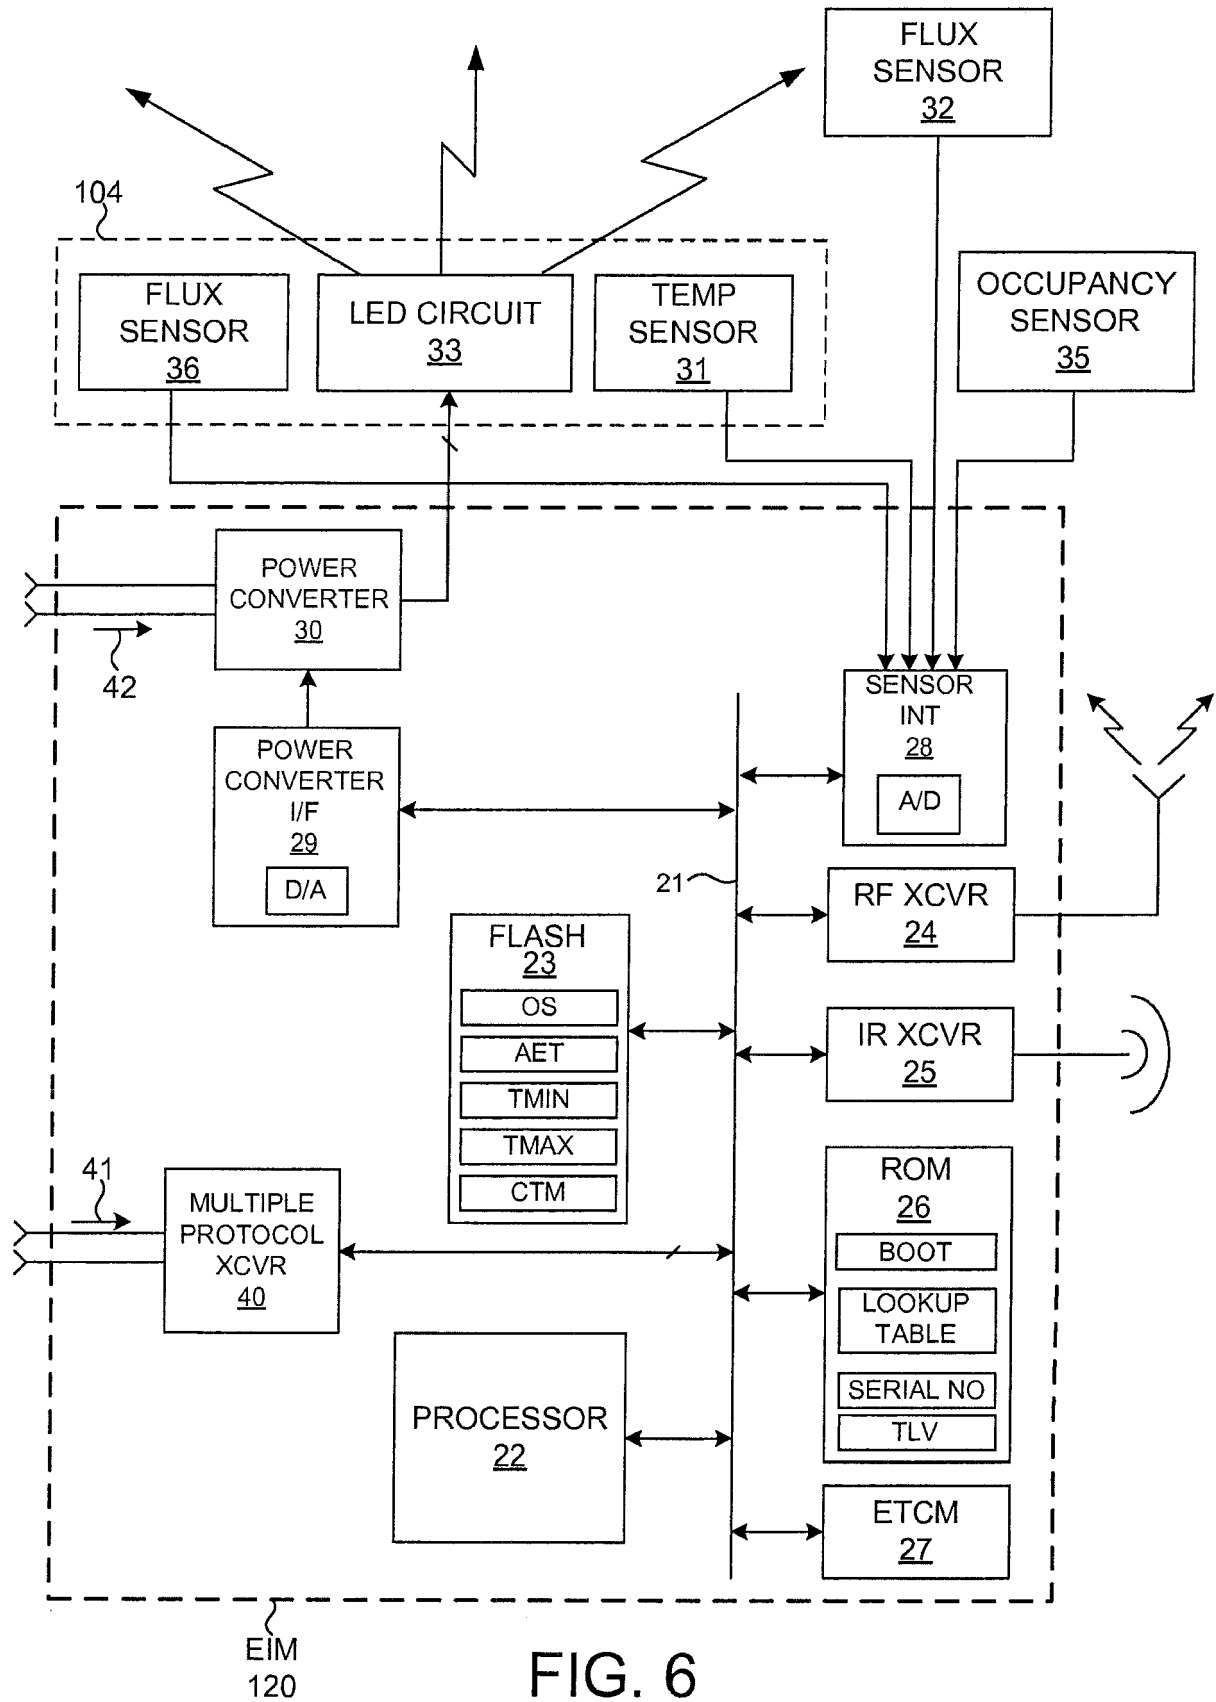 FLUX
SENSOR
32
104
FLUX
SENSOR
36
LED CIRCUIT
33
TEMP
SENSOR
31
OCCUPANCY
SENSOR
35
POWER
CONVERTER
30
42
POWER
CONVERTER
I/F
29
D/A
SENSOR
INT
28
A/D
21
RF XCVR
24
FLASH
23
OS
AET
TMIN
TMAX
CTM
IR XCVR
25
41
MULTIPLE
PROTOCOL
XCVR
40
ROM
26
BOOT
LOOKUP
TABLE
SERIAL NO
TLV
PROCESSOR
22
ETCM
27
EIM
120
FIG. 6